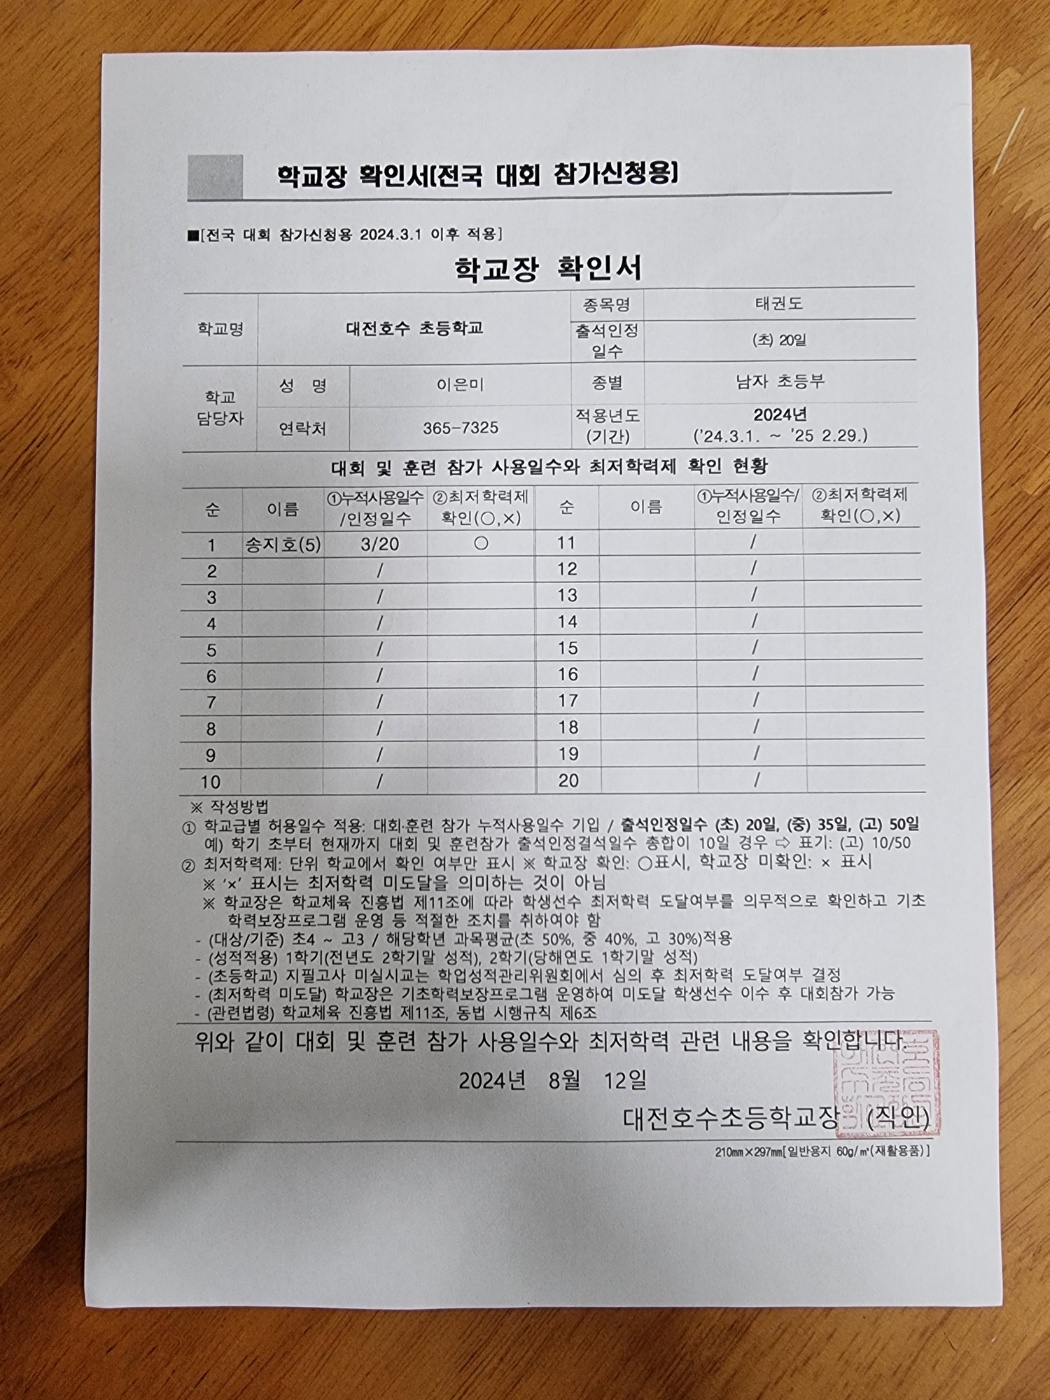 학교장 확인서(전국 대회 참가신청용)
■[전국 대회 참가신청용 2024.3.1 이후 적용]
학교장 확인서
학교명 대전호수 초등학교 종목명 태권도
출석인정 일수 (초) 20일
학교 담당자 성 명 이은미 종별 남자 초등부
연락처 365-7325 적용년도 (기간) 2024년 ('24.3.1. ~ '25 2.29.)
대회 및 훈련 참가 사용일수와 최저학력제 확인 현황
순 이름 ①누적사용일수/인정일수 ②최저학력제 확인(○,×) 순 이름 ①누적사용일수/인정일수 ②최저학력제 확인(○,×)
1 송지호(5) 3/20 ○ 11 /
2 / 12 /
3 / 13 /
4 / 14 /
5 / 15 /
6 / 16 /
7 / 17 /
8 / 18 /
9 / 19 /
10 / 20 /
※ 작성방법
① 학교급별 허용일수 적용: 대회·훈련 참가 누적사용일수 기입 / 출석인정일수 (초) 20일, (중) 35일, (고) 50일
예) 학기 초부터 현재까지 대회 및 훈련참가 출석인정결석일수 총합이 10일 경우 ⇨ 표기: (고) 10/50
② 최저학력제: 단위 학교에서 확인 여부만 표시 ※ 학교장 확인: ○표시, 학교장 미확인: × 표시
※ '×' 표시는 최저학력 미도달을 의미하는 것이 아님
※ 학교장은 학교체육 진흥법 제11조에 따라 학생선수 최저학력 도달여부를 의무적으로 확인하고 기초
학력보장프로그램 운영 등 적절한 조치를 취하여야 함
- (대상/기준) 초4 ~ 고3 / 해당학년 과목평균(초 50%, 중 40%, 고 30%)적용
- (성적적용) 1학기(전년도 2학기말 성적), 2학기(당해연도 1학기말 성적)
- (초등학교) 지필고사 미실시교는 학업성적관리위원회에서 심의 후 최저학력 도달여부 결정
- (최저학력 미도달) 학교장은 기초학력보장프로그램 운영하여 미도달 학생선수 이수 후 대회참가 가능
- (관련법령) 학교체육 진흥법 제11조, 동법 시행규칙 제6조
위와 같이 대회 및 훈련 참가 사용일수와 최저학력 관련 내용을 확인합니다.
2024년 8월 12일
대전호수초등학교장 (직인)
210㎜×297㎜[일반용지 60g/㎡(재활용품)]